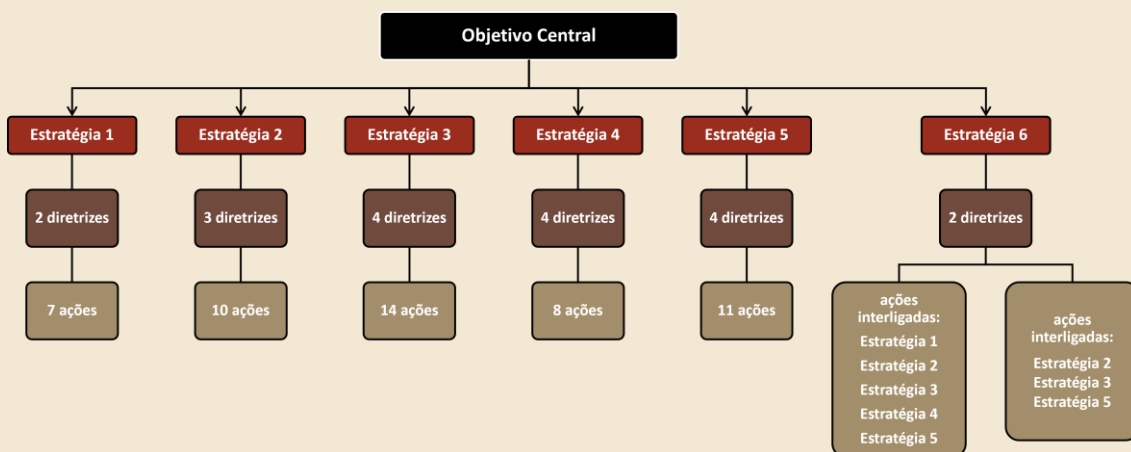 Objetivo Central
Estratégia 1
Estratégia 2
Estratégia 3
Estratégia 4
Estratégia 5
Estratégia 6
2 diretrizes
3 diretrizes
4 diretrizes
4 diretrizes
4 diretrizes
2 diretrizes
7 ações
10 ações
14 ações
8 ações
11 ações
ações
interligadas:
Estratégia 1
Estratégia 2
Estratégia 3
Estratégia 4
Estratégia 5
ações
interligadas:
Estratégia 2
Estratégia 3
Estratégia 5